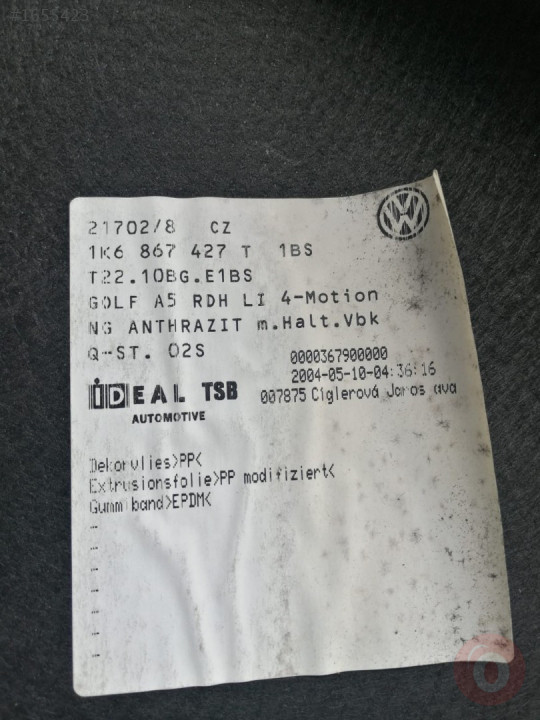 #1653423
21702/8 CZ
1K6 867 427 T 1BS
T22.10BG.E1BS
GOLF A5 RDH LI 4-Motion
NG ANTHRAZIT m.Halt.Vbk
Q-ST. 02S
0000367900000
2004-05-10-04:36:16
IDEAL TSB
AUTOMOTIVE
007875 Ciglerová
Dekorvlies>PP<
Extrusionsfolie>PP modifiziert<
Gummiband>EPDM<